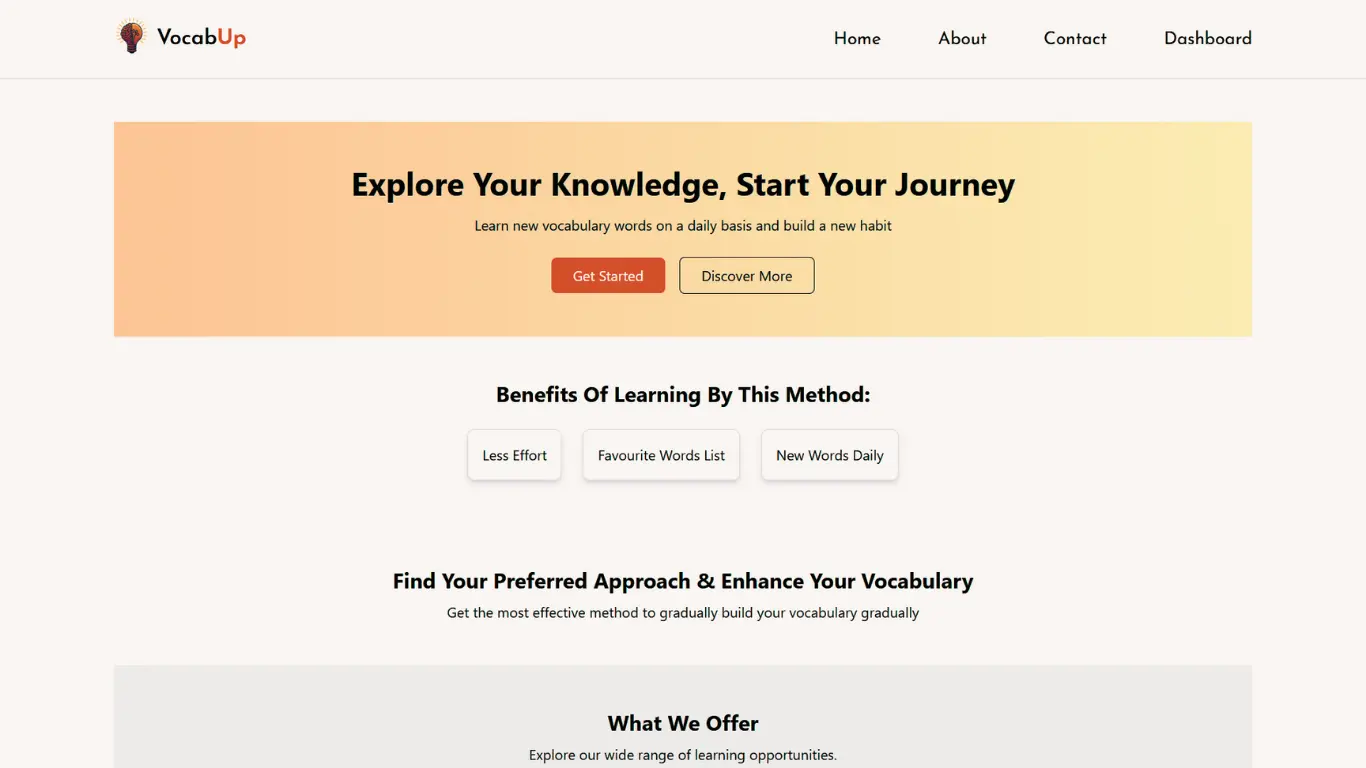 VocabUp
Home About Contact Dashboard
Explore Your Knowledge, Start Your Journey
Learn new vocabulary words on a daily basis and build a new habit
Get Started Discover More
Benefits Of Learning By This Method:
Less Effort Favourite Words List New Words Daily
Find Your Preferred Approach & Enhance Your Vocabulary
Get the most effective method to gradually build your vocabulary gradually
What We Offer
Explore our wide range of learning opportunities.